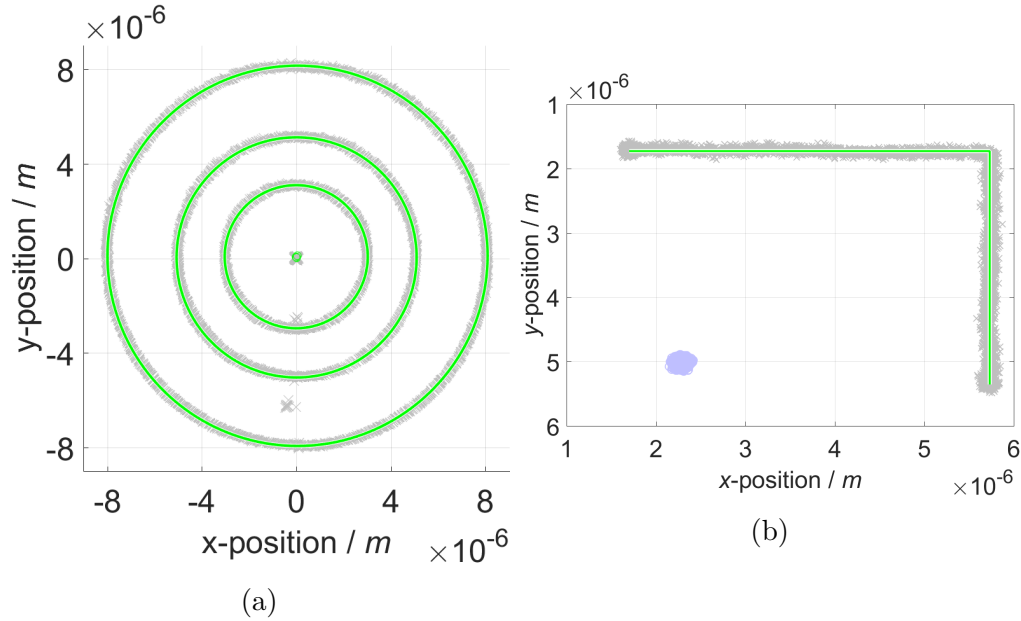 ×10⁻⁶
8
4
0
-4
-8
y-position / m
-8 -4 0 4 8
x-position / m
×10⁻⁶
(a)
×10⁻⁶
1
2
3
4
5
6
y-position / m
1 2 3 4 5 6
x-position / m
×10⁻⁶
(b)